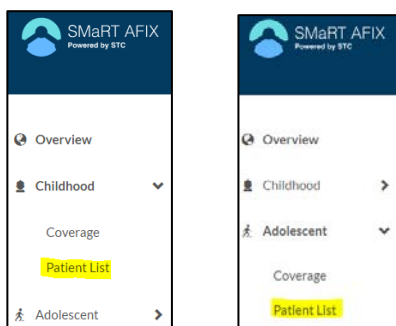 SMaRT AFIX
Powered by STC
Overview
Childhood
Coverage
Patient List
Adolescent
SMaRT AFIX
Powered by STC
Overview
Childhood
Adolescent
Coverage
Patient List